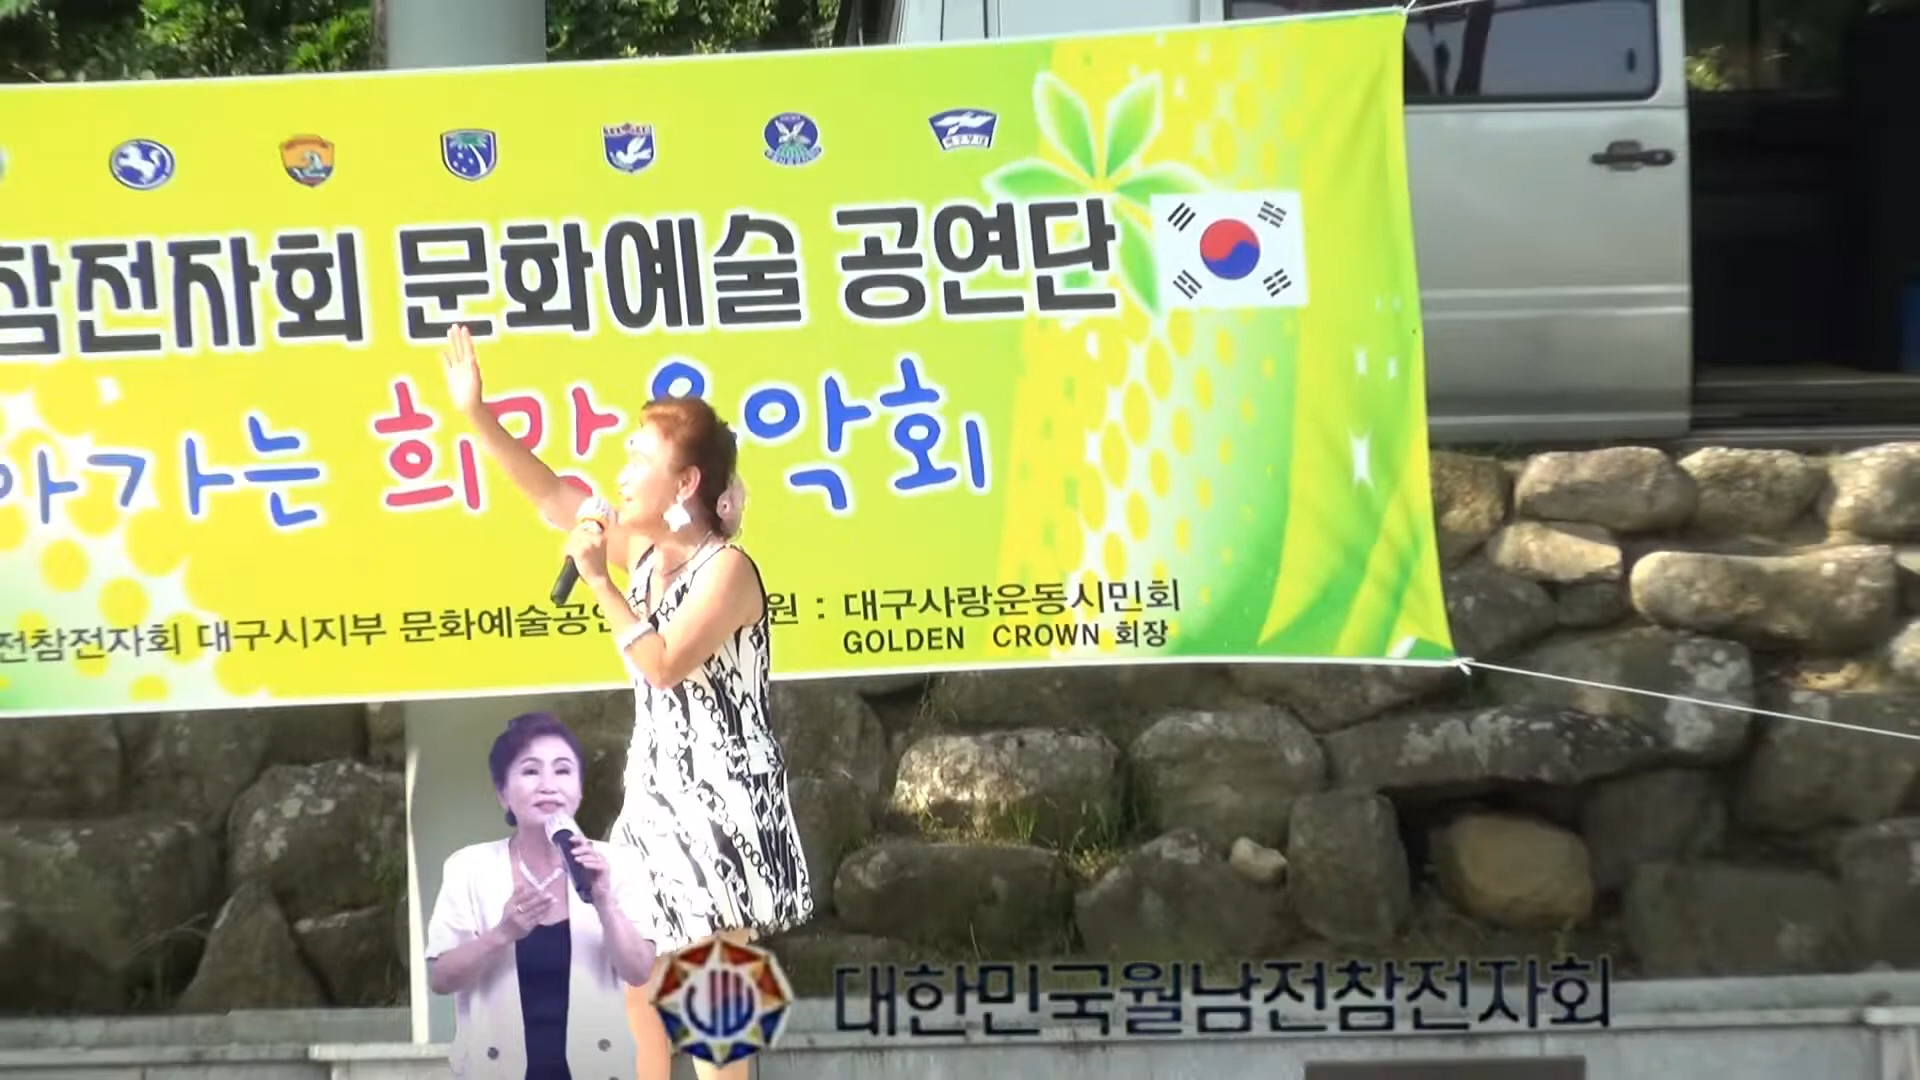 참전자회 문화예술 공연단
아가는 희망음악회
전참전자회 대구시지부 문화예술공연 원 : 대구사랑운동시민회
GOLDEN CROWN 회장
대한민국월남전참전자회